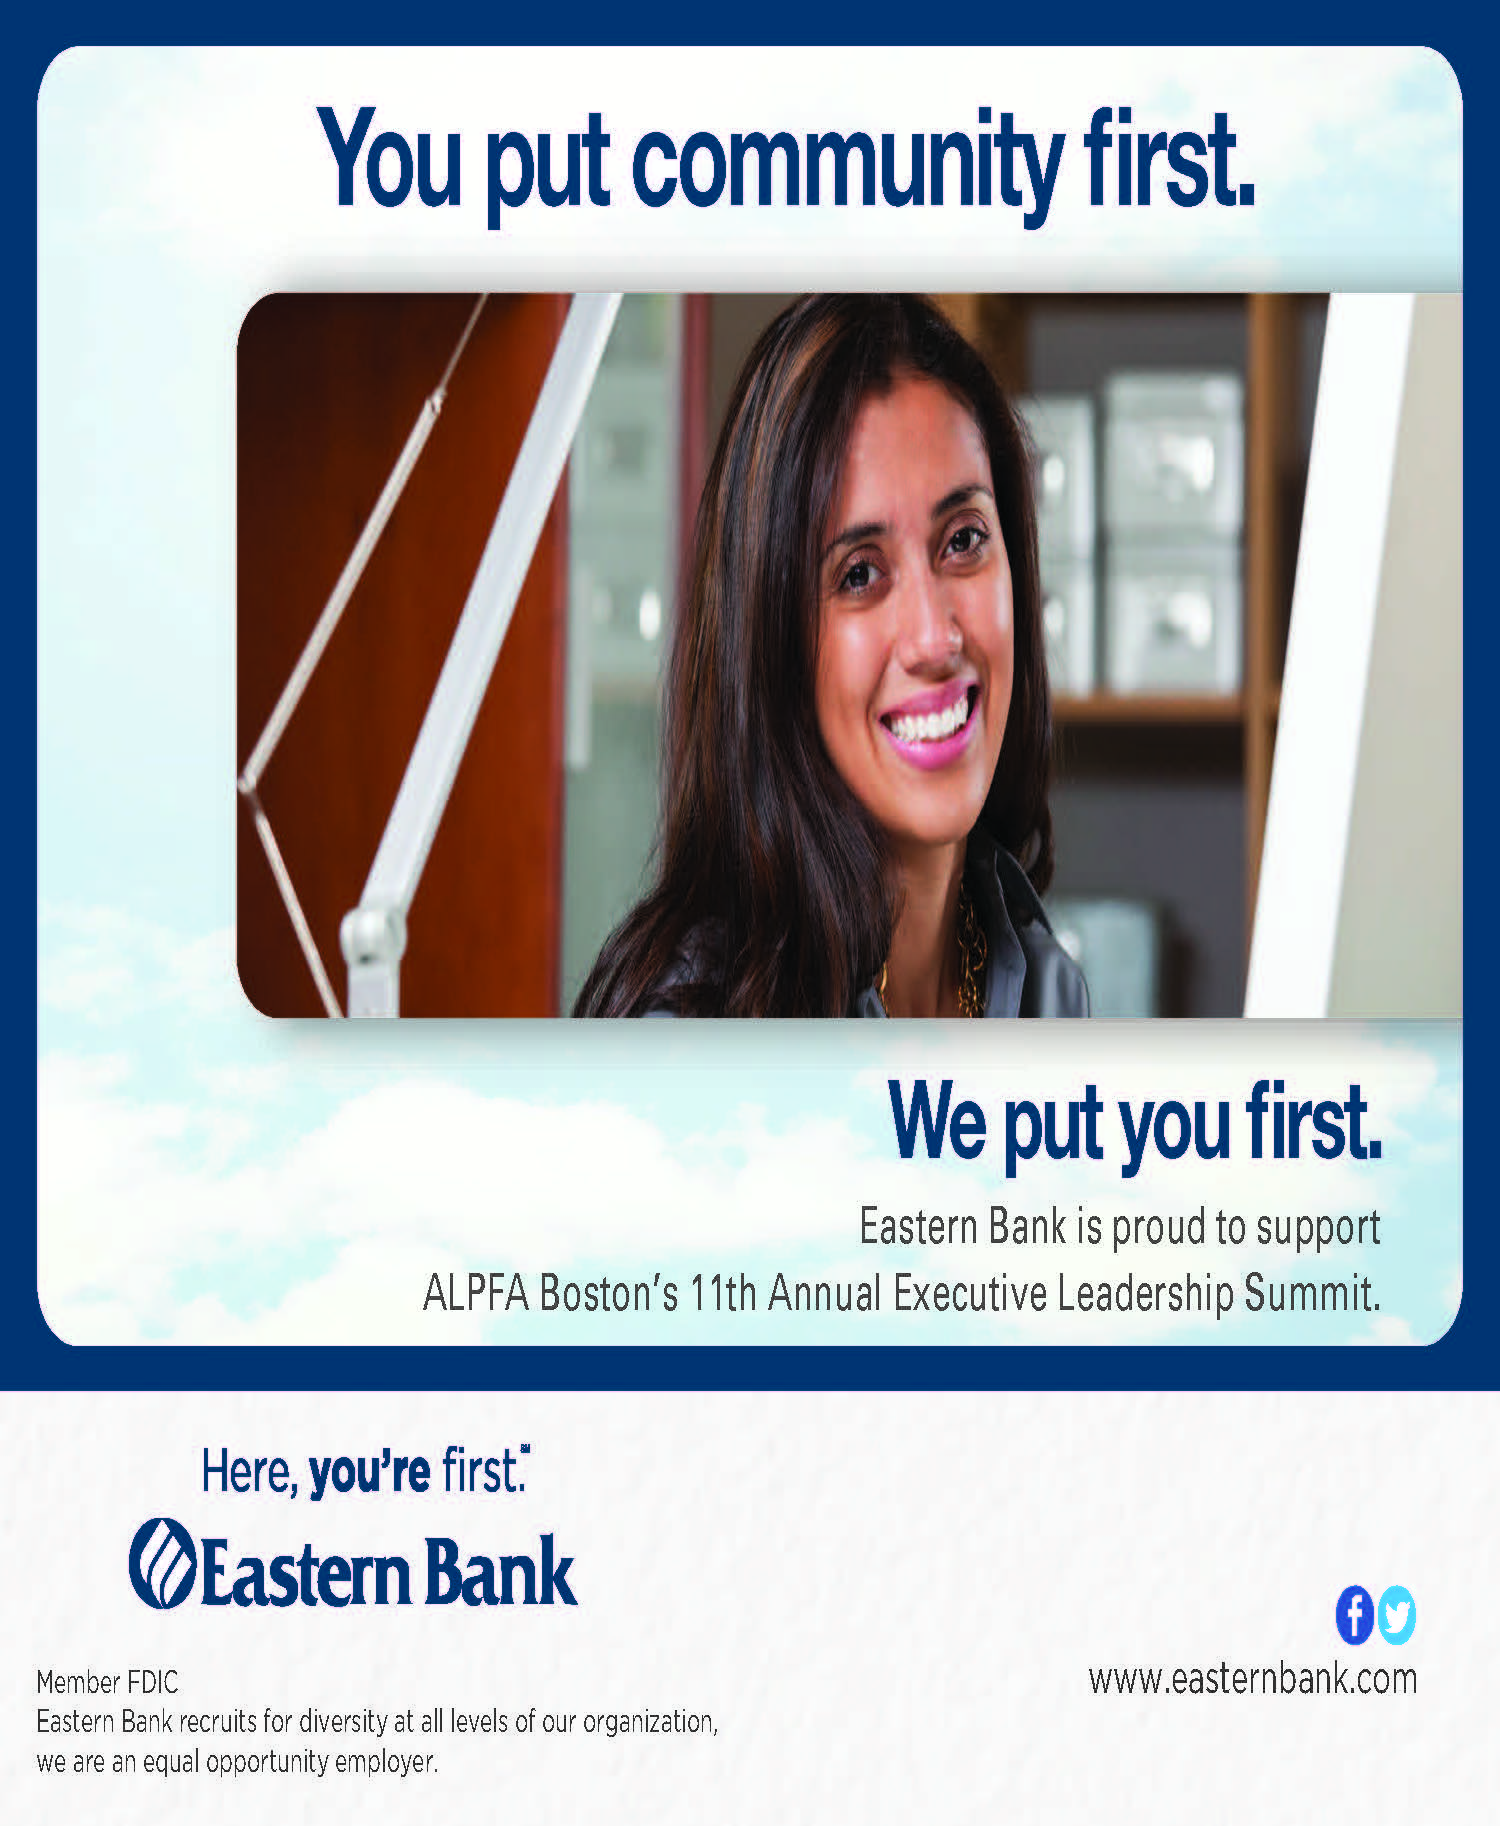 You put community first.
We put you first.
Eastern Bank is proud to support
ALPFA Boston's 11th Annual Executive Leadership Summit.
Here, you're first.℠
Eastern Bank
Member FDIC
Eastern Bank recruits for diversity at all levels of our organization,
we are an equal opportunity employer.
www.easternbank.com